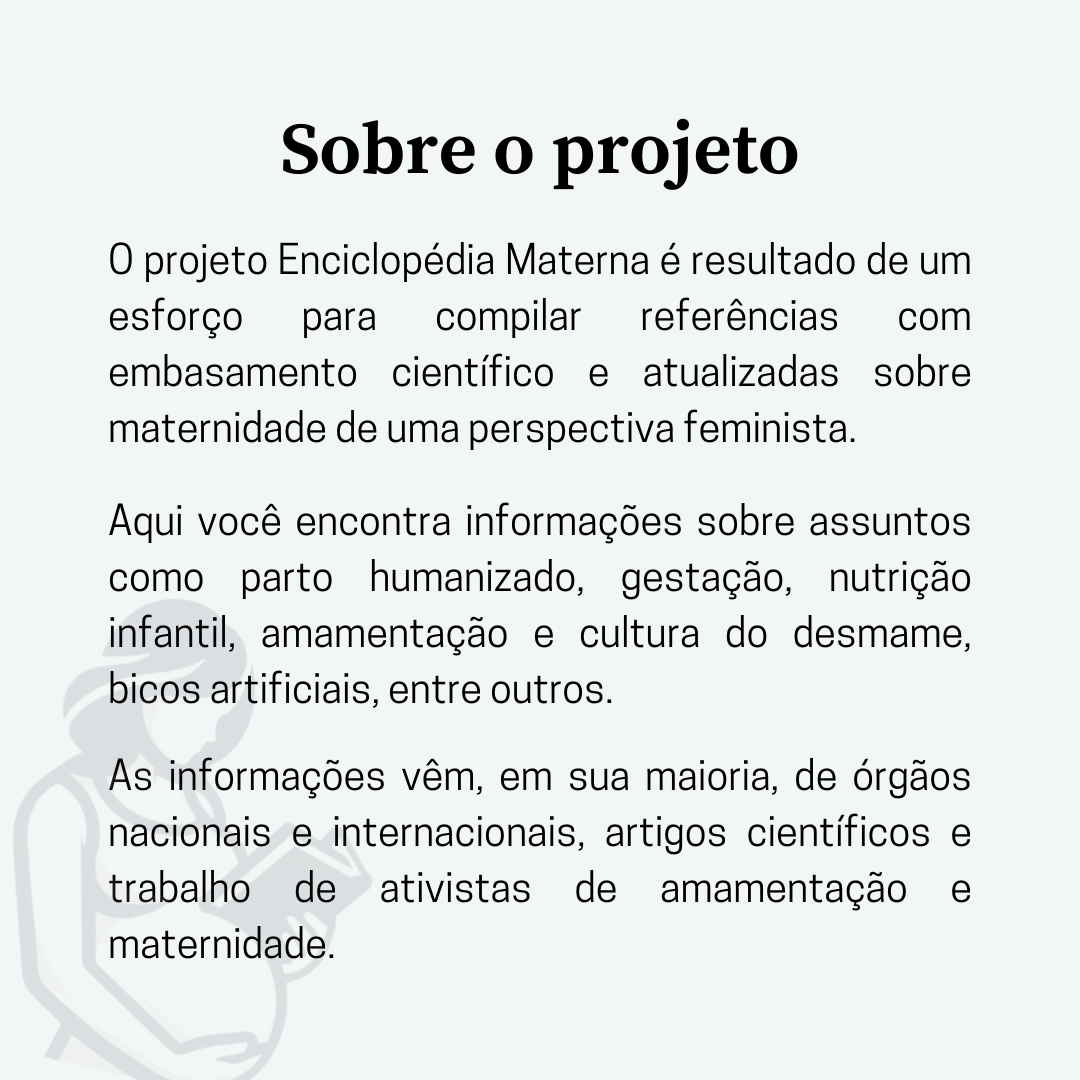 Sobre o projeto
O projeto Enciclopédia Materna é resultado de um
esforço para compilar referências com
embasamento científico e atualizadas sobre
maternidade de uma perspectiva feminista.
Aqui você encontra informações sobre assuntos
como parto humanizado, gestação, nutrição
infantil, amamentação e cultura do desmame,
bicos artificiais, entre outros.
As informações vêm, em sua maioria, de órgãos
nacionais e internacionais, artigos científicos e
trabalho de ativistas de amamentação e
maternidade.